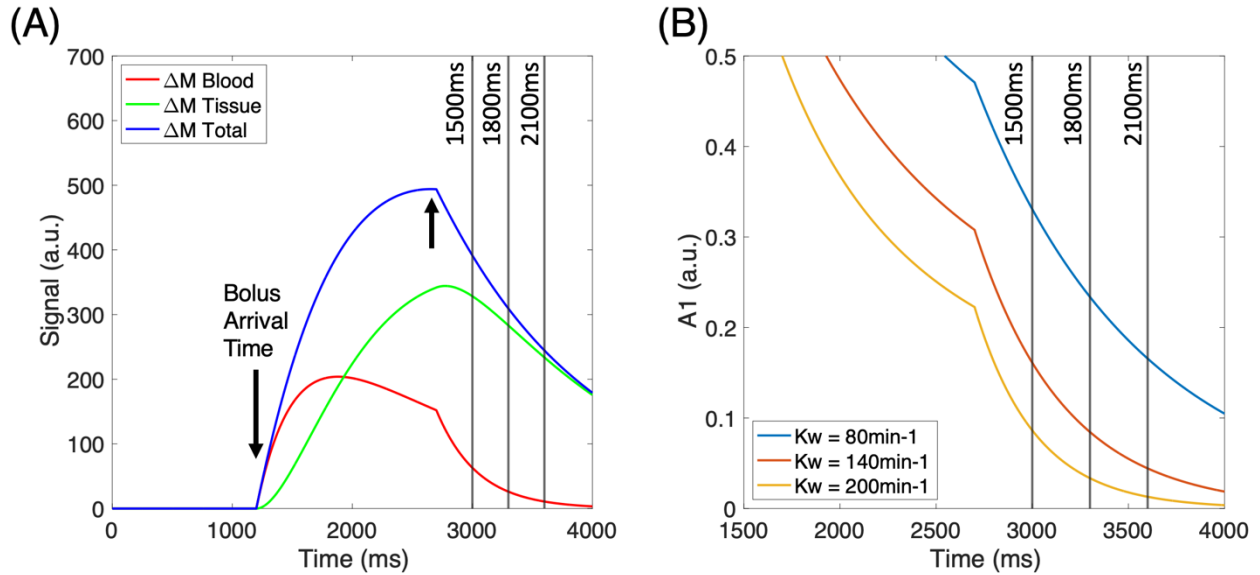 (A)
700
600
500
400
300
200
100
0
Signal (a.u.)
ΔM Blood
ΔM Tissue
ΔM Total
1500ms
1800ms
2100ms
Bolus
Arrival
Time
0
1000
2000
3000
4000
Time (ms)
(B)
0.5
0.4
0.3
0.2
0.1
0
A1 (a.u.)
1500ms
1800ms
2100ms
Kw = 80min-1
Kw = 140min-1
Kw = 200min-1
1500
2000
2500
3000
3500
4000
Time (ms)